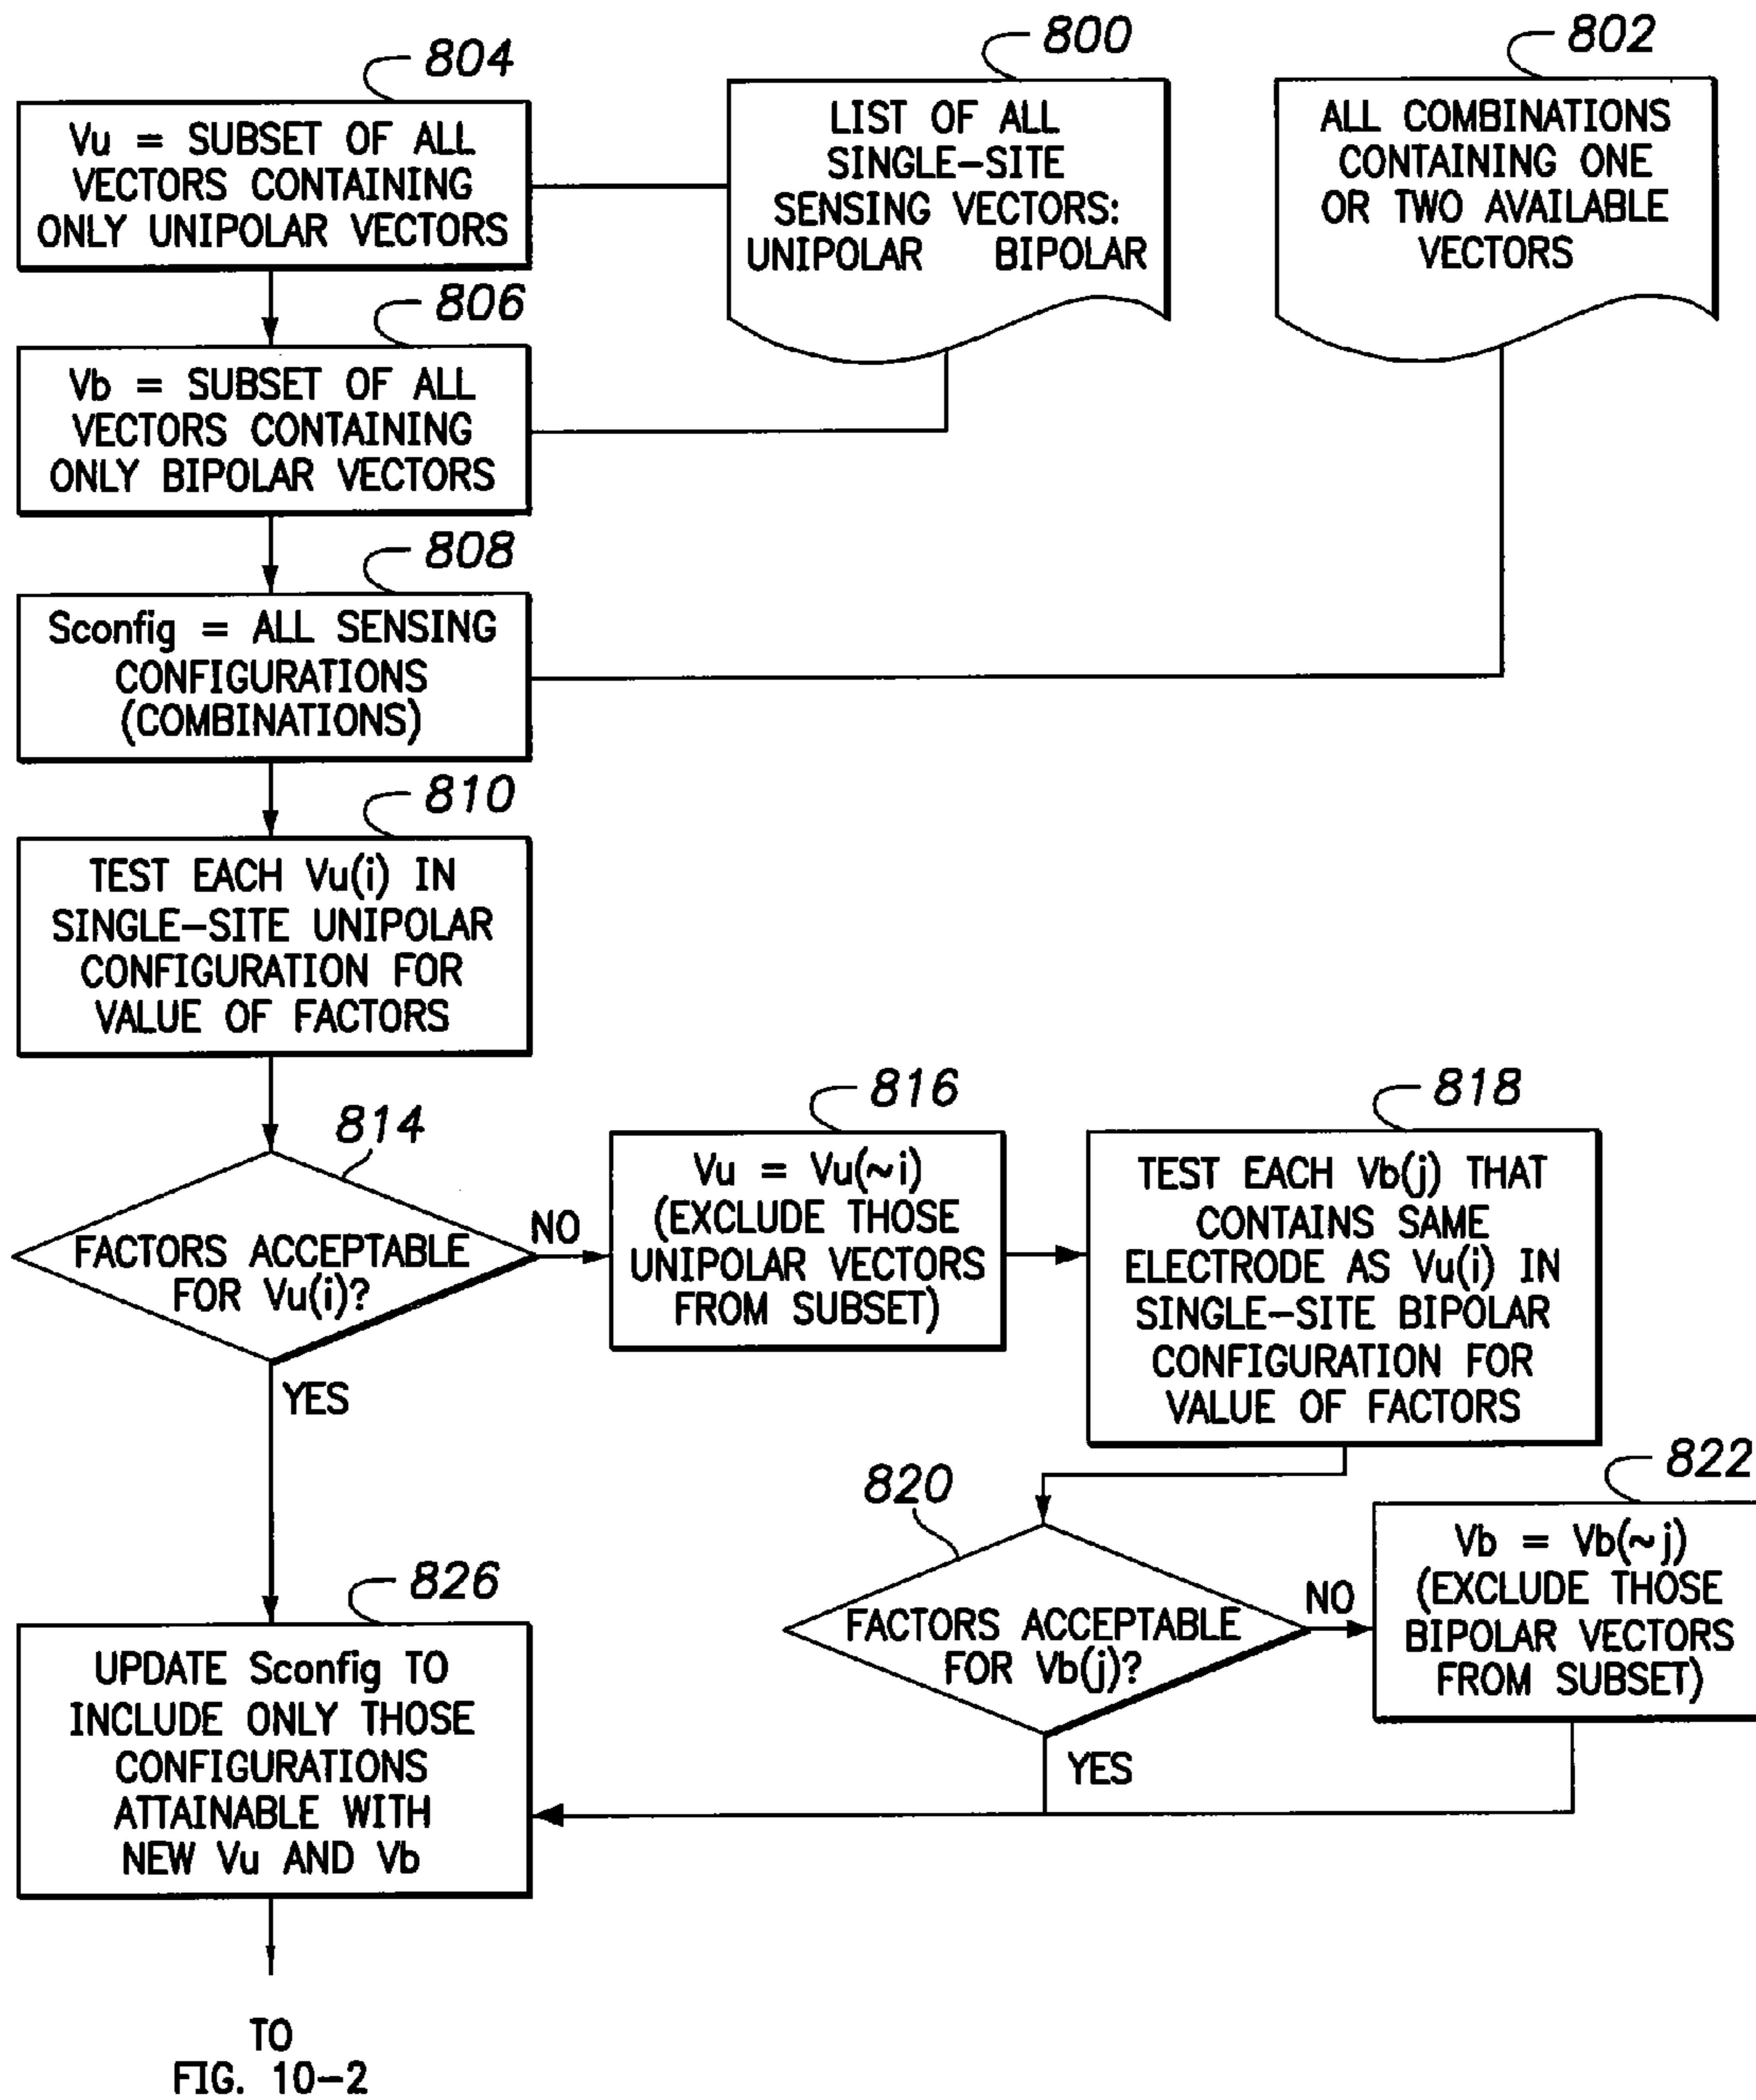 804
Vu = SUBSET OF ALL
VECTORS CONTAINING
ONLY UNIPOLAR VECTORS
800
LIST OF ALL
SINGLE-SITE
SENSING VECTORS:
UNIPOLAR BIPOLAR
802
ALL COMBINATIONS
CONTAINING ONE
OR TWO AVAILABLE
VECTORS
806
Vb = SUBSET OF ALL
VECTORS CONTAINING
ONLY BIPOLAR VECTORS
808
Sconfig = ALL SENSING
CONFIGURATIONS
(COMBINATIONS)
810
TEST EACH Vu(i) IN
SINGLE-SITE UNIPOLAR
CONFIGURATION FOR
VALUE OF FACTORS
814
FACTORS ACCEPTABLE
FOR Vu(i)?
NO
YES
816
Vu = Vu(~i)
(EXCLUDE THOSE
UNIPOLAR VECTORS
FROM SUBSET)
818
TEST EACH Vb(j) THAT
CONTAINS SAME
ELECTRODE AS Vu(i) IN
SINGLE-SITE BIPOLAR
CONFIGURATION FOR
VALUE OF FACTORS
820
FACTORS ACCEPTABLE
FOR Vb(j)?
NO
YES
822
Vb = Vb(~j)
(EXCLUDE THOSE
BIPOLAR VECTORS
FROM SUBSET)
826
UPDATE Sconfig TO
INCLUDE ONLY THOSE
CONFIGURATIONS
ATTAINABLE WITH
NEW Vu AND Vb
TO
FIG. 10-2